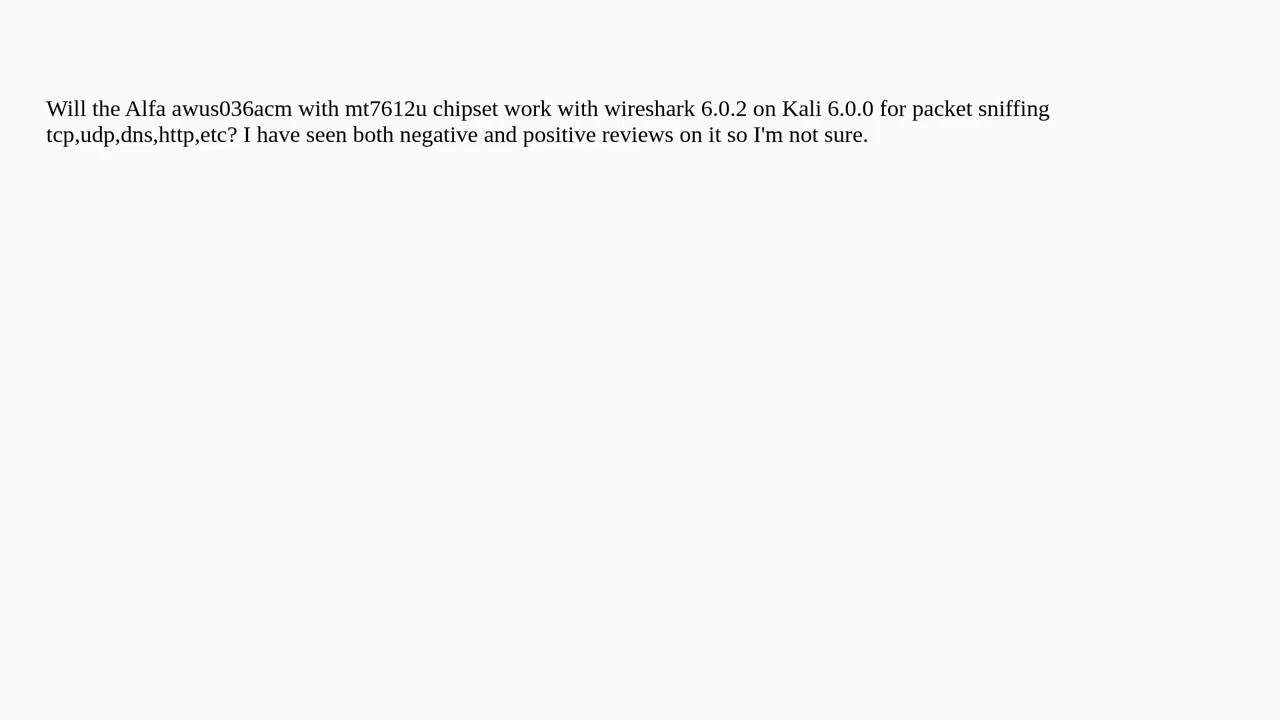 Will the Alfa awus036acm with mt7612u chipset work with wireshark 6.0.2 on Kali 6.0.0 for packet sniffing
tcp,udp,dns,http,etc? I have seen both negative and positive reviews on it so I'm not sure.